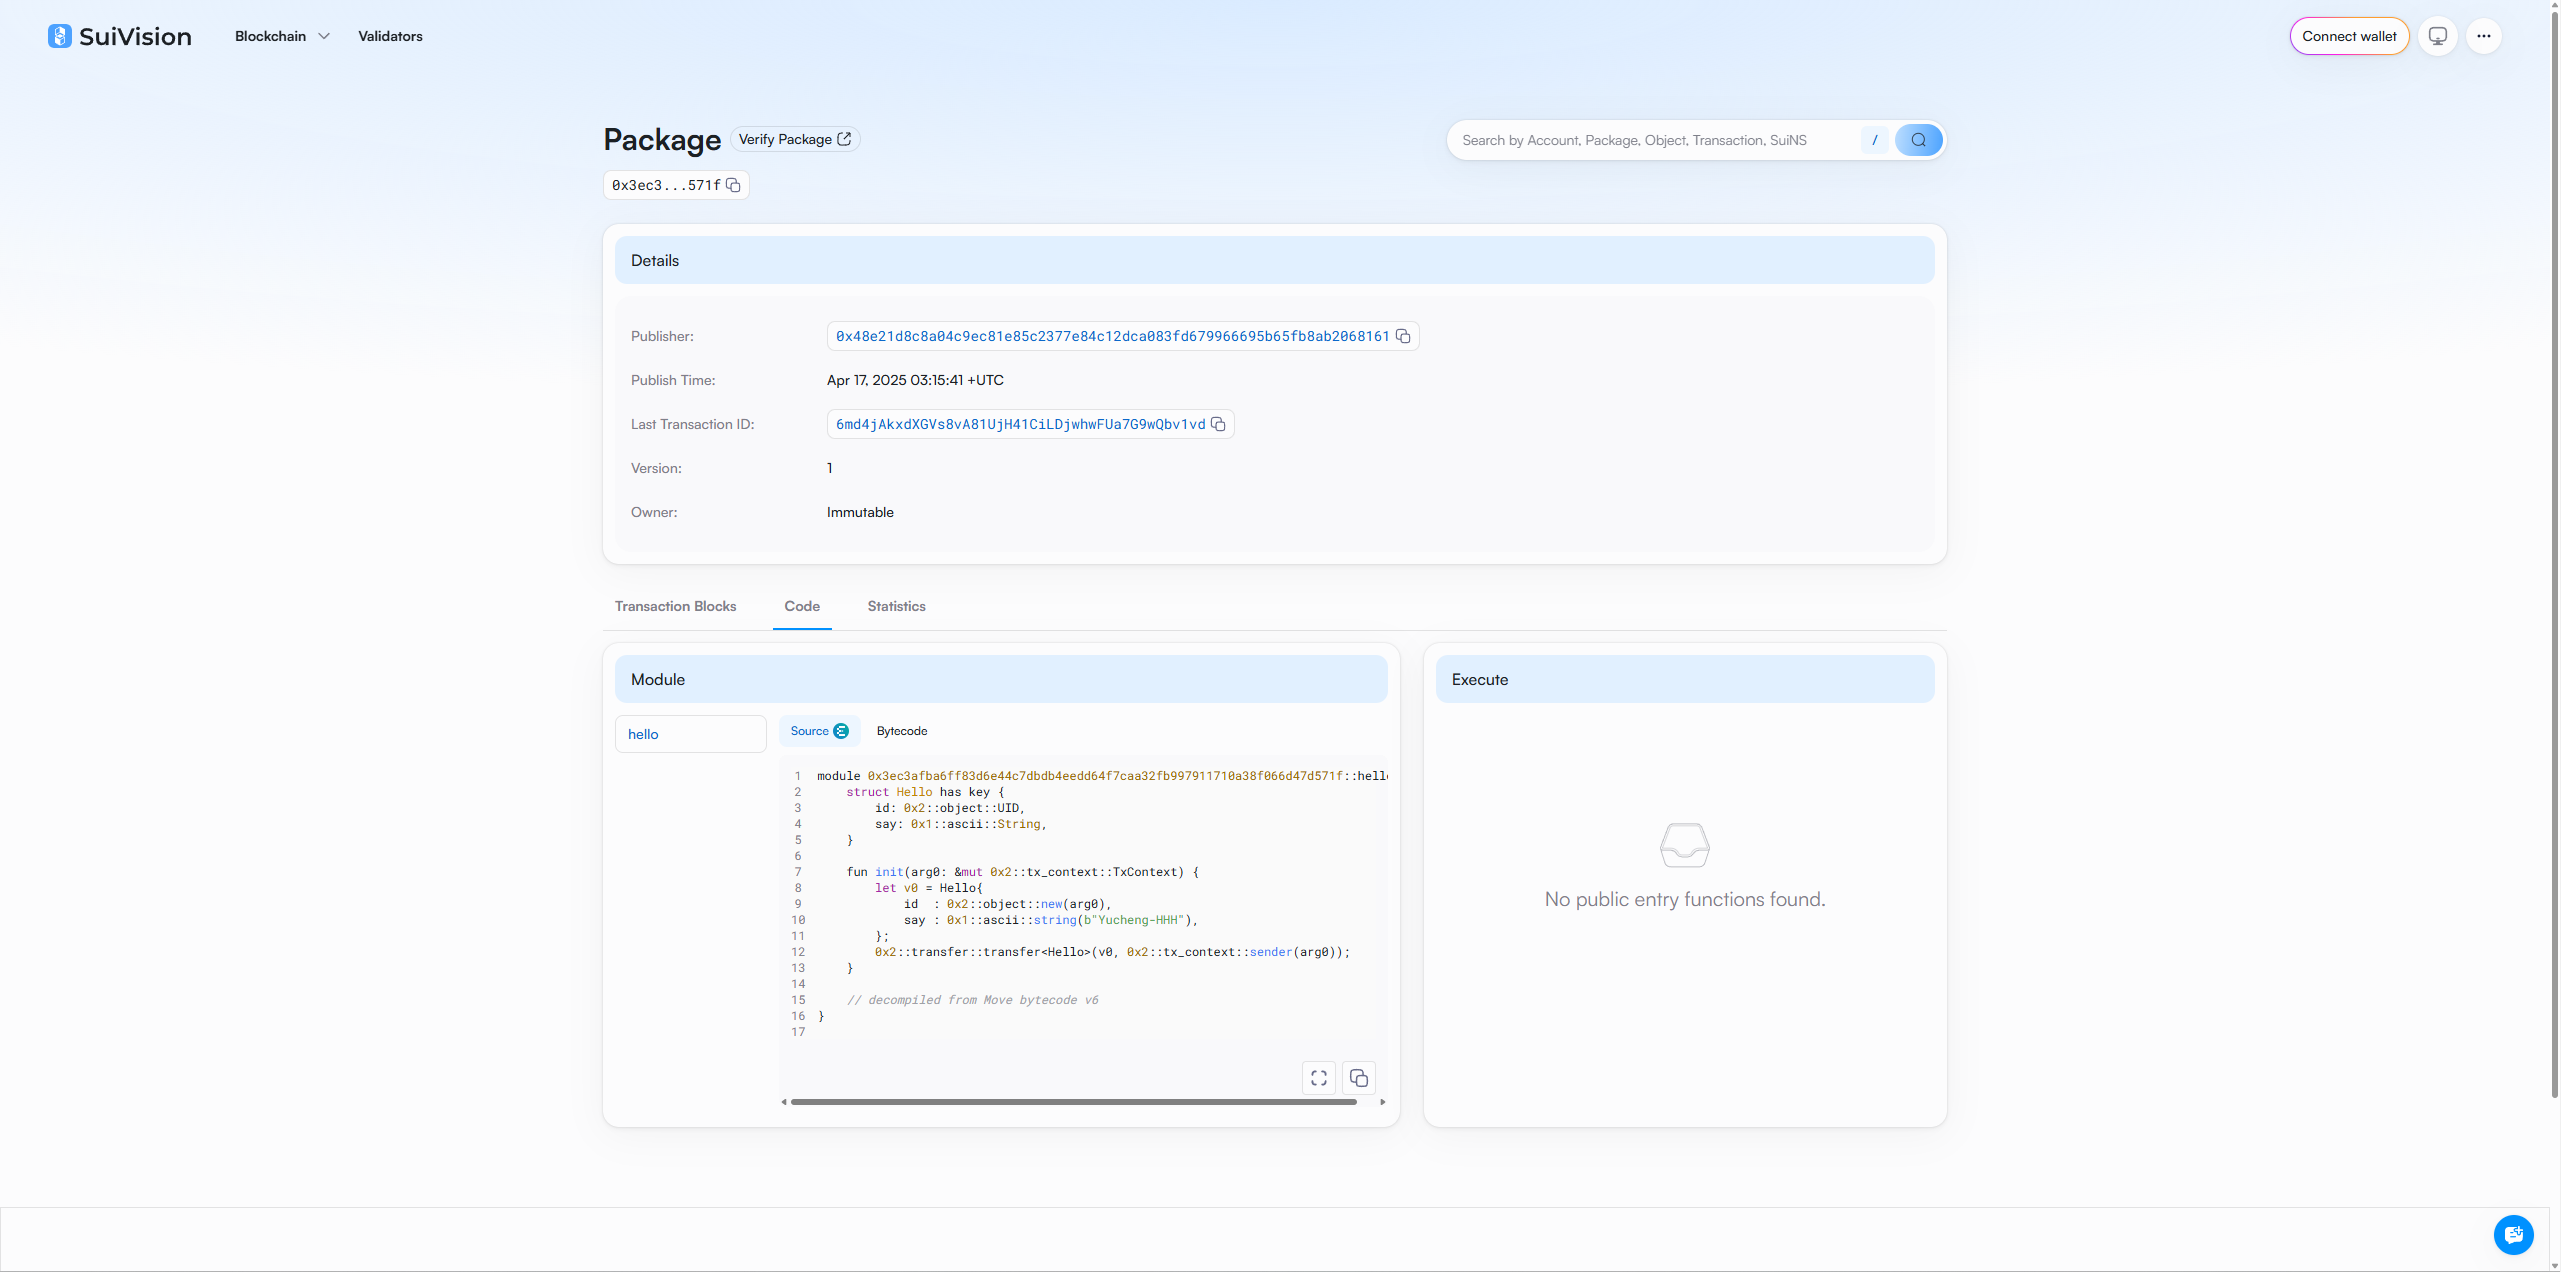 SuiVision
Blockchain
Validators
Connect wallet
Package
Verify Package
Search by Account, Package, Object, Transaction, SuiNS
/
0x3ec3...571f
Details
Publisher:
0x48e21d8c8a04c9ec81e85c2377e84c12dca083fd679966695b65fb8ab2068161
Publish Time:
Apr 17, 2025 03:15:41 +UTC
Last Transaction ID:
6md4jAkxdXGVs8vA81UjH41CiLDjwhwFUa7G9wQbv1vd
Version:
1
Owner:
Immutable
Transaction Blocks
Code
Statistics
Module
hello
Source
Bytecode
1 module 0x3ec3afba6ff83d6e44c7dbdb4eedd64f7caa32fb997911710a38f066d47d571f::hell
2     struct Hello has key {
3         id: 0x2::object::UID,
4         say: 0x1::ascii::String,
5     }
6
7     fun init(arg0: &mut 0x2::tx_context::TxContext) {
8         let v0 = Hello{
9             id  : 0x2::object::new(arg0),
10             say : 0x1::ascii::string(b"Yucheng-HHH"),
11         };
12         0x2::transfer::transfer<Hello>(v0, 0x2::tx_context::sender(arg0));
13     }
14
15     // decompiled from Move bytecode v6
16 }
17
Execute
No public entry functions found.